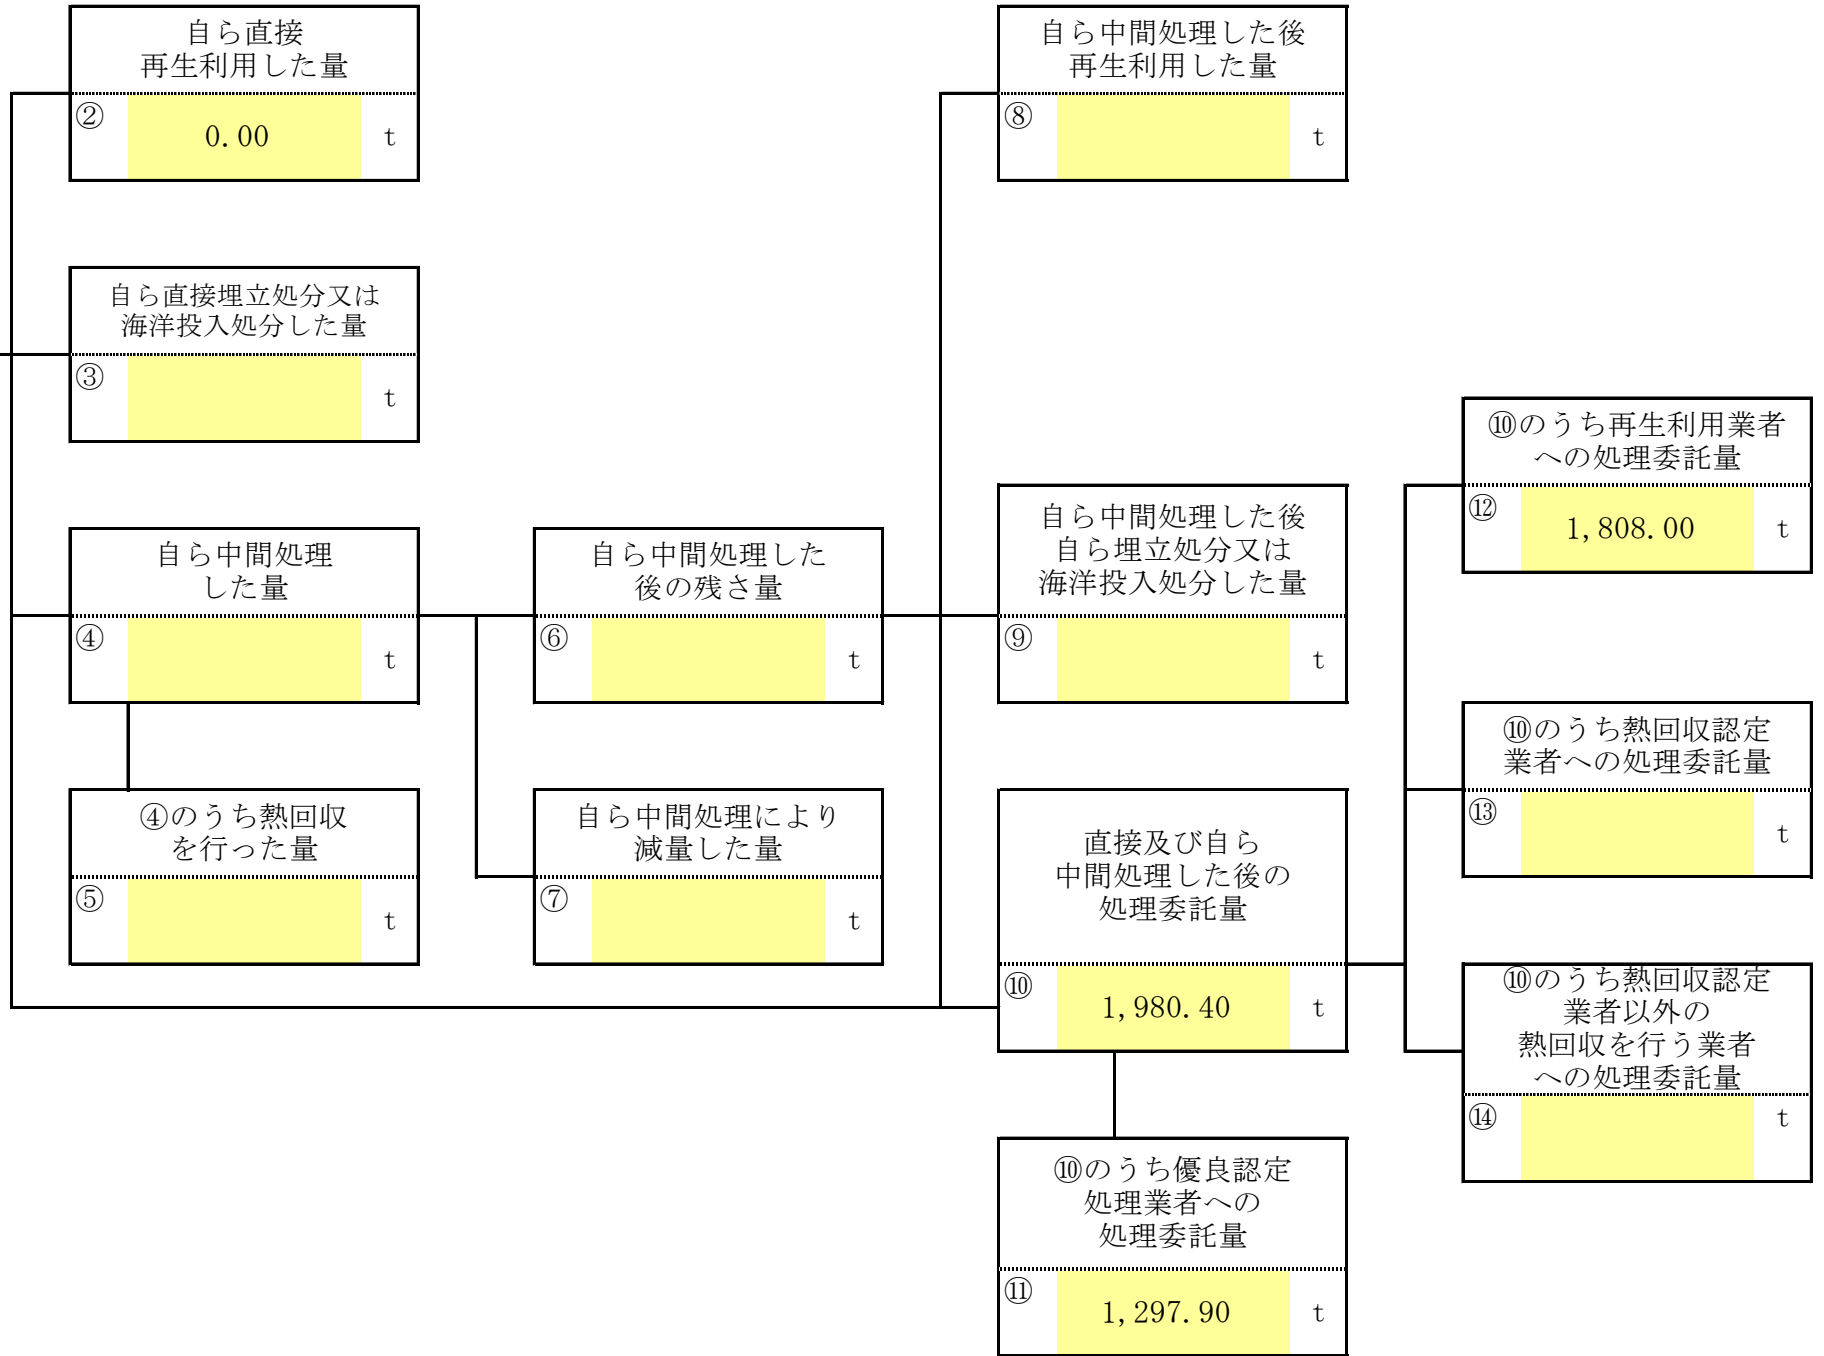 自ら直接
再生利用した量
②
0.00
t
自ら中間処理した後
再生利用した量
⑧
t
自ら直接埋立処分又は
海洋投入処分した量
③
t
⑩のうち再生利用業者
への処理委託量
⑫
1,808.00
t
自ら中間処理
した量
④
t
自ら中間処理した
後の残さ量
⑥
t
自ら中間処理した後
自ら埋立処分又は
海洋投入処分した量
⑨
t
⑩のうち熱回収認定
業者への処理委託量
⑬
t
④のうち熱回収
を行った量
⑤
t
自ら中間処理により
減量した量
⑦
t
直接及び自ら
中間処理した後の
処理委託量
⑩
1,980.40
t
⑩のうち熱回収認定
業者以外の
熱回収を行う業者
への処理委託量
⑭
t
⑩のうち優良認定
処理業者への
処理委託量
⑪
1,297.90
t